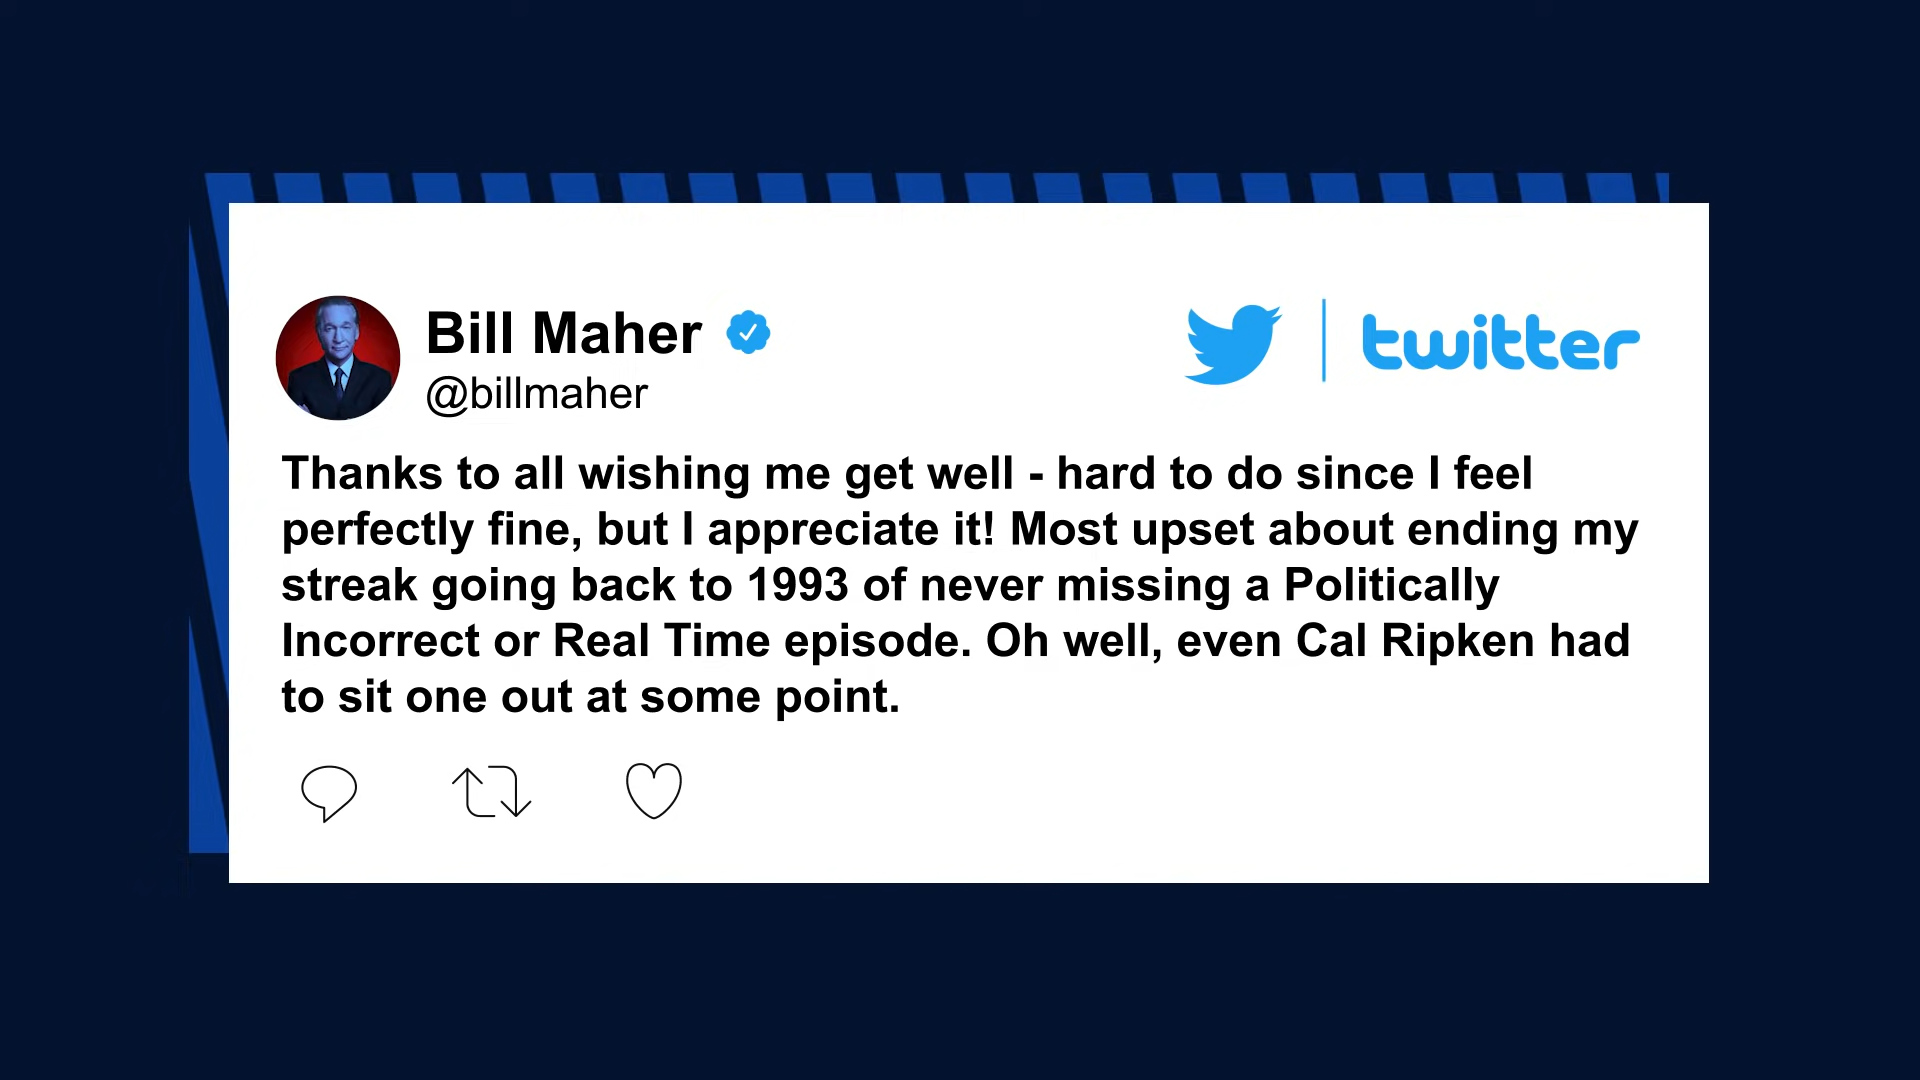 Bill Maher
@billmaher
twitter
Thanks to all wishing me get well - hard to do since I feel
perfectly fine, but I appreciate it! Most upset about ending my
streak going back to 1993 of never missing a Politically
Incorrect or Real Time episode. Oh well, even Cal Ripken had
to sit one out at some point.